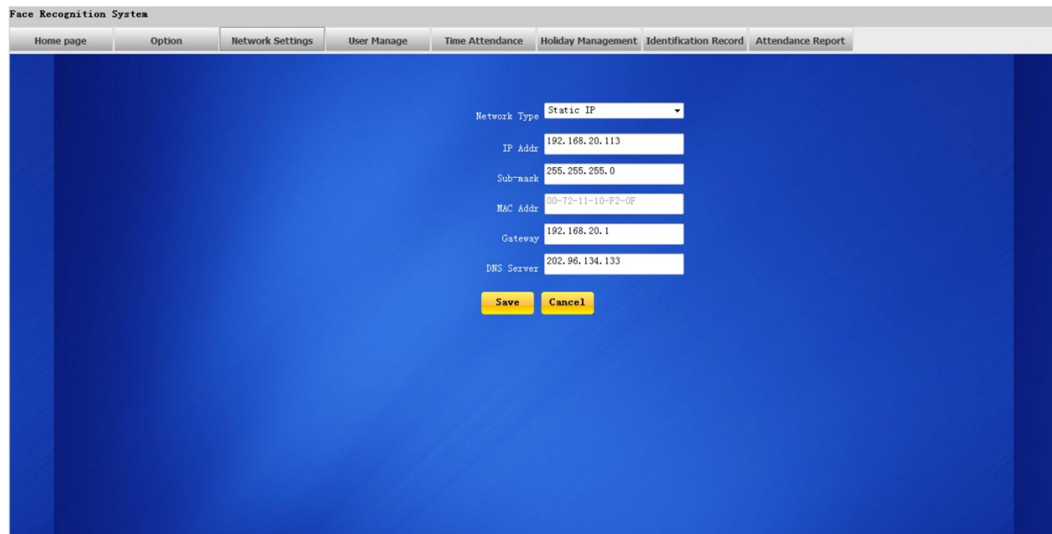 Face Recognition System
Home page Option Network Settings User Manage Time Attendance Holiday Management Identification Record Attendance Report
Network Type Static IP
IP Addr 192.168.20.113
Sub-mask 255.255.255.0
MAC Addr 00-72-11-10-F2-0F
Gateway 192.168.20.1
DNS Server 202.96.134.133
Save Cancel